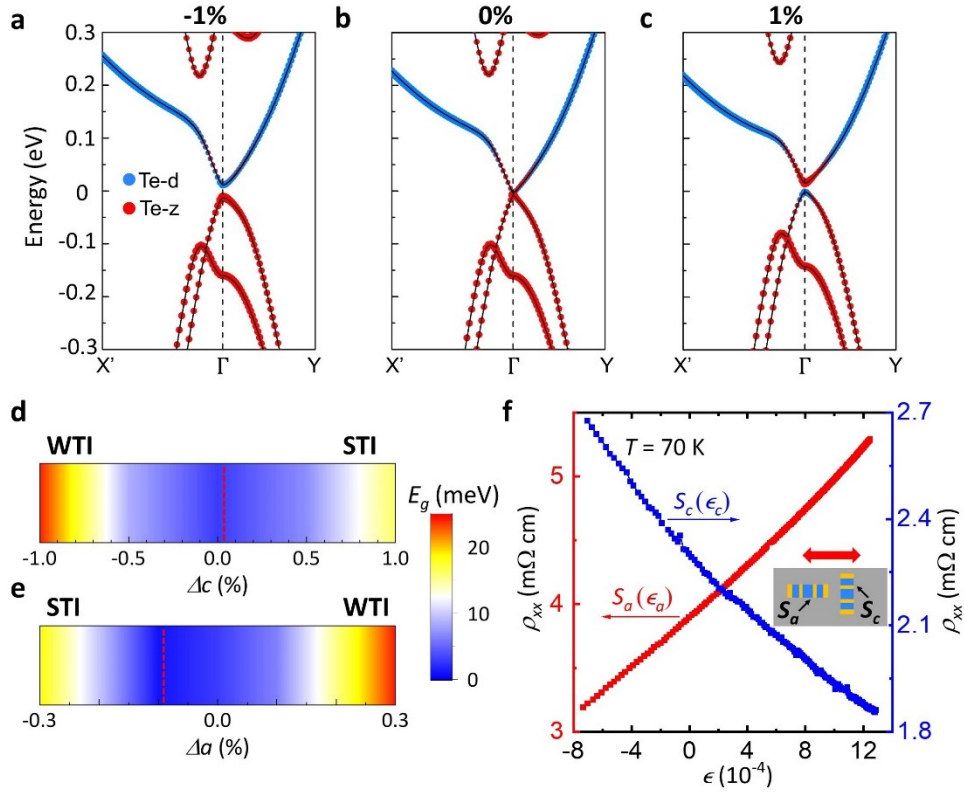 a -1% b 0% c 1%
0.3
0.2
0.1
0
-0.1
-0.2
-0.3
Energy (eV)
Te-d
Te-z
X' Γ Y X' Γ Y X' Γ Y
d
WTI STI
-1.0 -0.5 0.0 0.5 1.0
Δc (%)
e
STI WTI
-0.3 0.0 0.3
Δa (%)
E_g (meV)
20
10
0
f
T = 70 K
S_c(ϵ_c)
S_a(ϵ_a)
S_a S_c
5
4
3
ρ_xx (mΩ cm)
2.7
2.4
2.1
1.8
ρ_xx (mΩ cm)
-8 -4 0 4 8 12
ϵ (10⁻⁴)